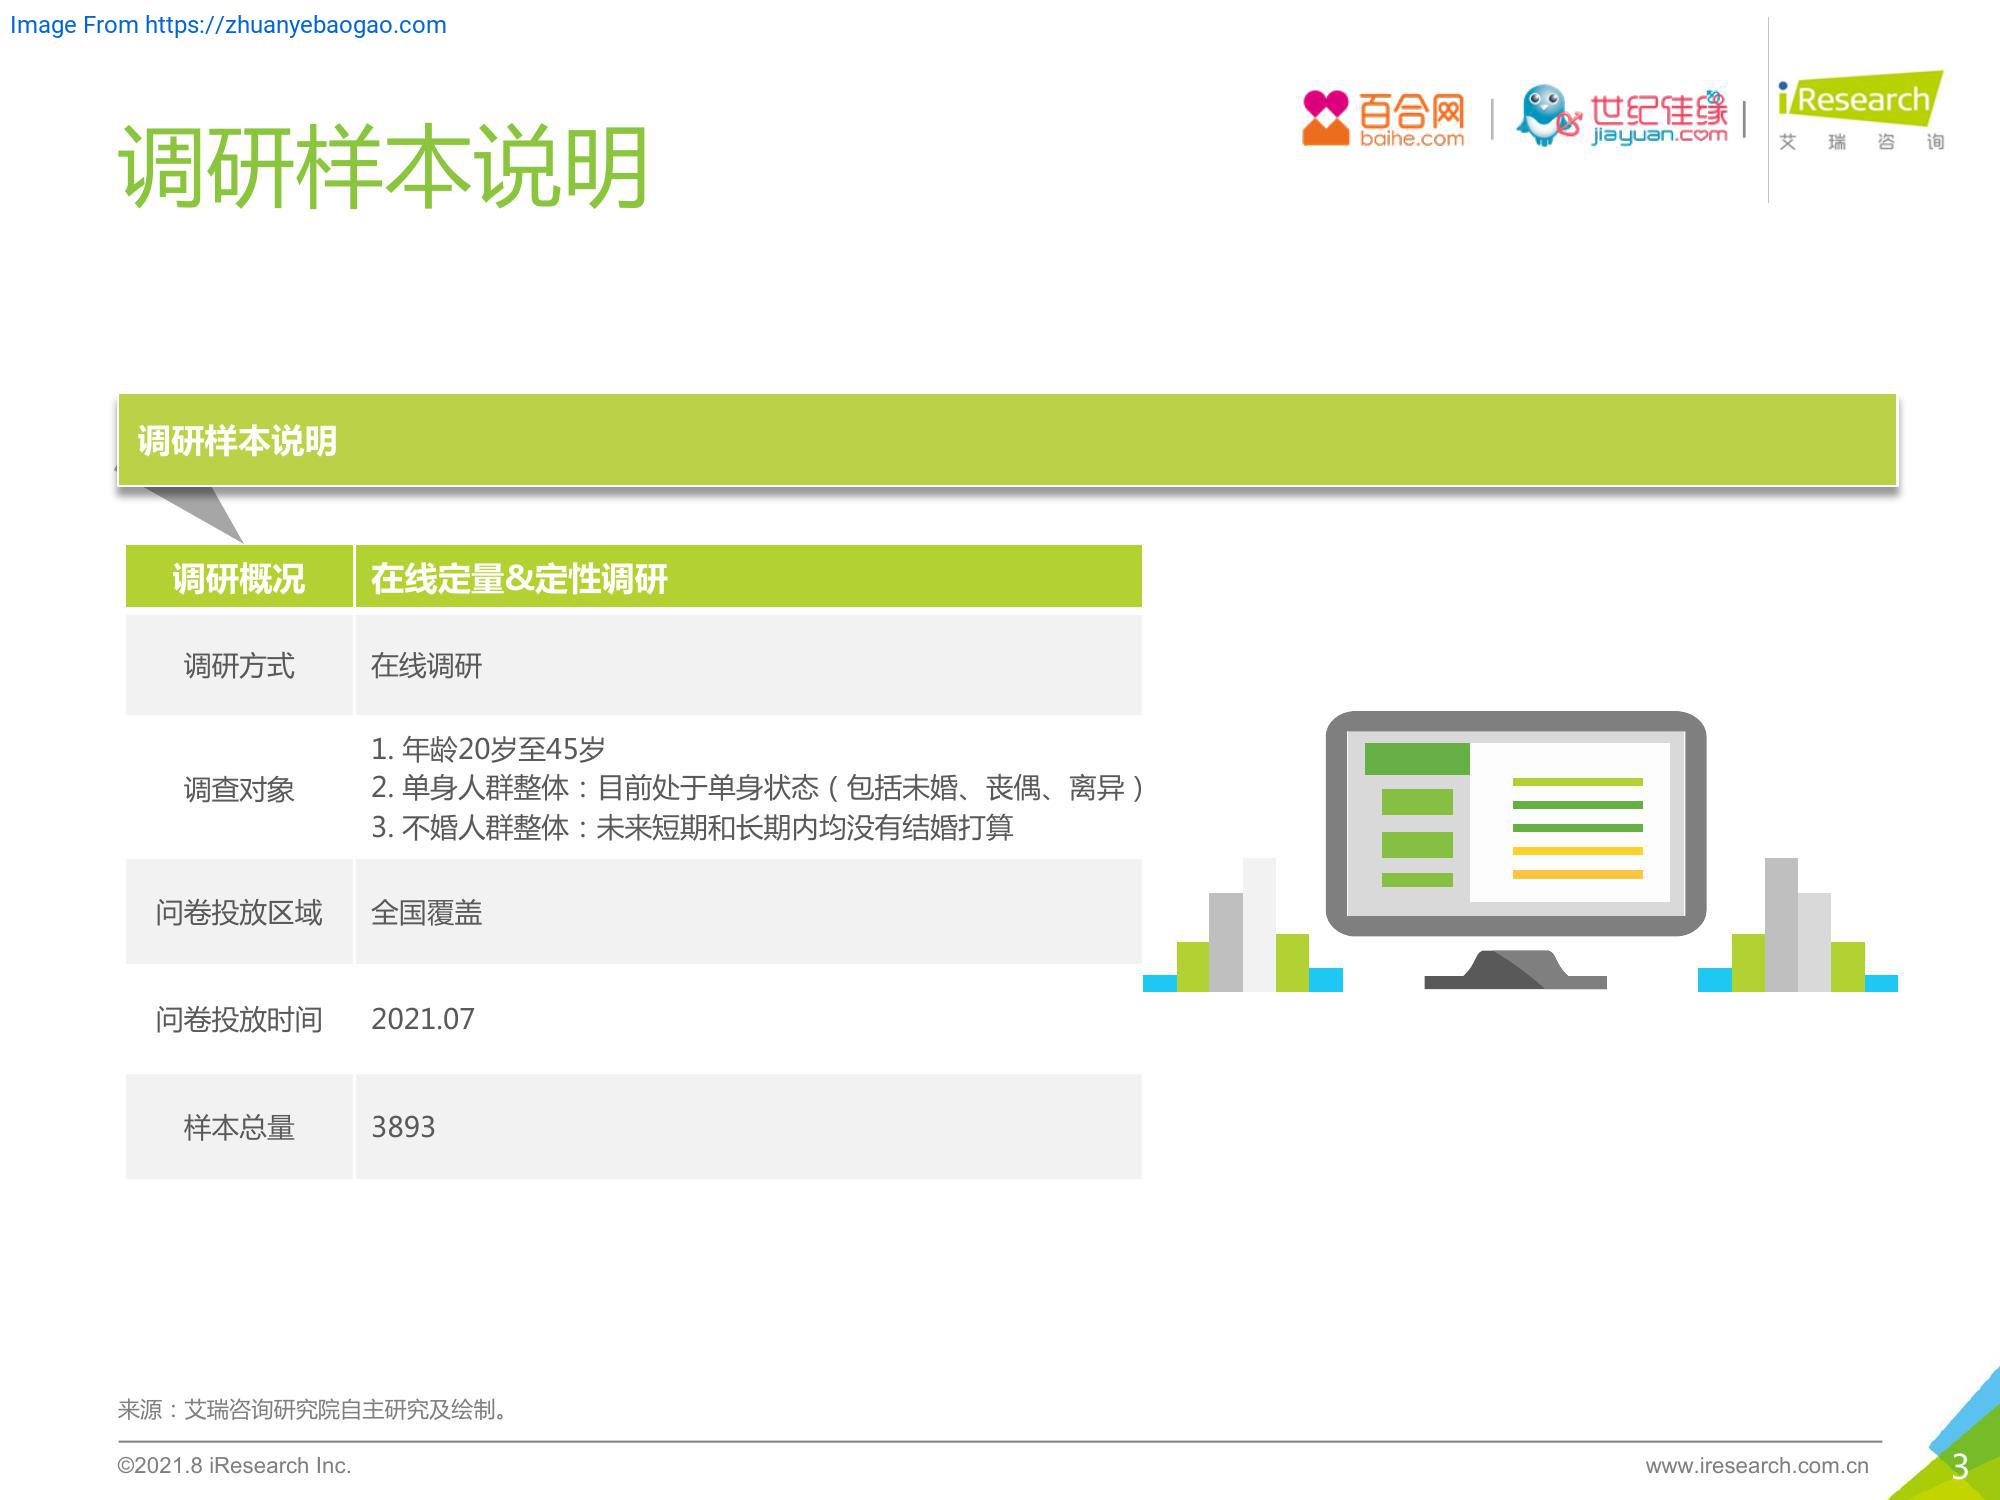 Image From https://zhuanyebaogao.com
百合网
baihe.com
世纪佳缘
jiayuan.com
iResearch
艾瑞咨询
调研样本说明
调研样本说明
调研概况 在线定量&定性调研
调研方式 在线调研
调查对象
1. 年龄20岁至45岁
2. 单身人群整体：目前处于单身状态（包括未婚、丧偶、离异）
3. 不婚人群整体：未来短期和长期内均没有结婚打算
问卷投放区域 全国覆盖
问卷投放时间 2021.07
样本总量 3893
来源：艾瑞咨询研究院自主研究及绘制。
©2021.8 iResearch Inc.
www.iresearch.com.cn
3